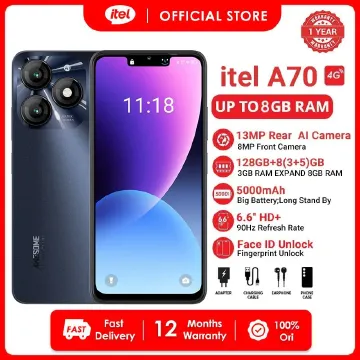 itel
OFFICIAL STORE
WARRANTY
1 YEAR
itel A70 4G
UP TO 8GB RAM
11:18
13MP Rear AI Camera
8MP Front Camera
128GB+8(3+5)GB
3GB RAM EXPAND 8GB RAM
5000mAh
Big Battery;Long Stand By
6.6" HD+
90Hz Refresh Rate
Face ID Unlock
Fingerprint Unlock
AWESOME
ADAPTER
CHARGING CABLE
EARPHONE
PHONE CASE
Fast Delivery
12 Months Warranty
100% Ori